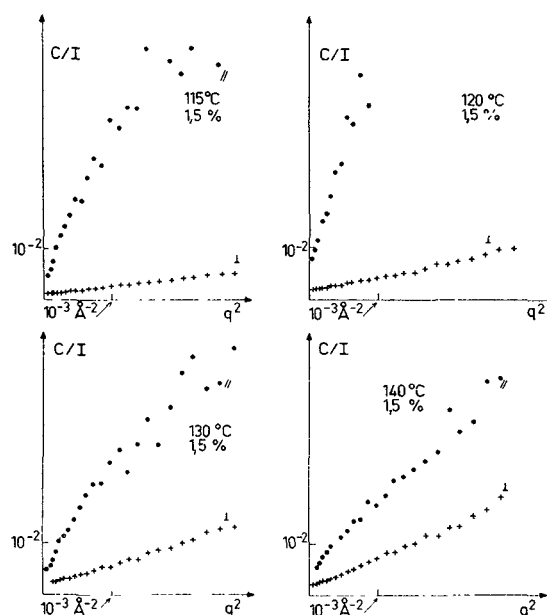 C/I
115°C
1,5 %
//
10⁻²
⊥
10⁻³ Å⁻²
q²
C/I
120°C
1,5 %
10⁻²
⊥
10⁻³ Å⁻²
q²
C/I
130 °C
1,5 %
//
10⁻²
⊥
10⁻³ Å⁻²
q²
C/I
140°C
1,5 %
//
10⁻²
⊥
10⁻³ Å⁻²
q²